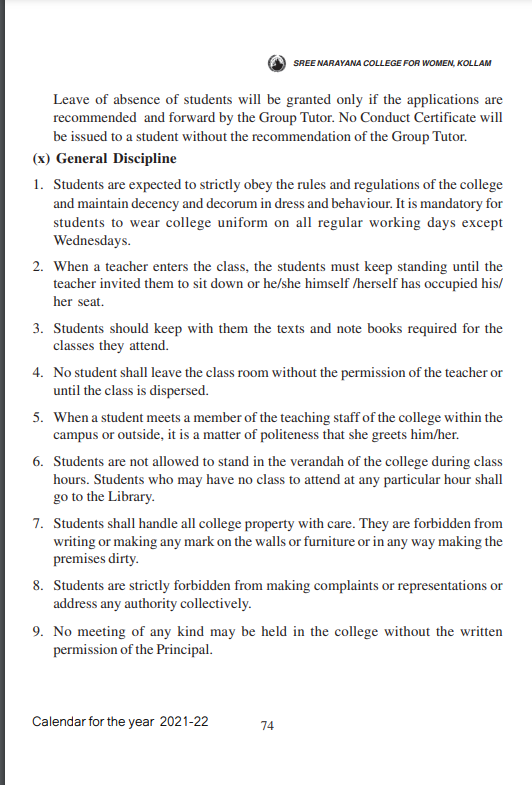 SREE NARAYANA COLLEGE FOR WOMEN, KOLLAM
Leave of absence of students will be granted only if the applications are
recommended and forward by the Group Tutor. No Conduct Certificate will
be issued to a student without the recommendation of the Group Tutor.
(x) General Discipline
1. Students are expected to strictly obey the rules and regulations of the college
and maintain decency and decorum in dress and behaviour. It is mandatory for
students to wear college uniform on all regular working days except
Wednesdays.
2. When a teacher enters the class, the students must keep standing until the
teacher invited them to sit down or he/she himself /herself has occupied his/
her seat.
3. Students should keep with them the texts and note books required for the
classes they attend.
4. No student shall leave the class room without the permission of the teacher or
until the class is dispersed.
5. When a student meets a member of the teaching staff of the college within the
campus or outside, it is a matter of politeness that she greets him/her.
6. Students are not allowed to stand in the verandah of the college during class
hours. Students who may have no class to attend at any particular hour shall
go to the Library.
7. Students shall handle all college property with care. They are forbidden from
writing or making any mark on the walls or furniture or in any way making the
premises dirty.
8. Students are strictly forbidden from making complaints or representations or
address any authority collectively.
9. No meeting of any kind may be held in the college without the written
permission of the Principal.
Calendar for the year 2021-22
74